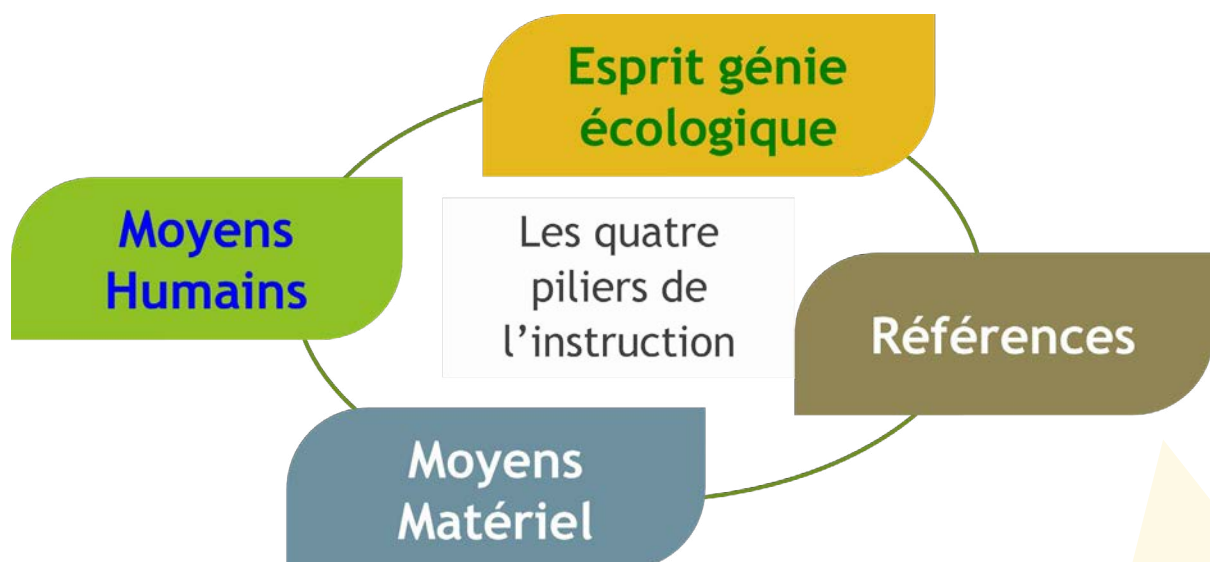 Esprit génie
écologique
Moyens
Humains
Les quatre
piliers de
l’instruction
Références
Moyens
Matériel